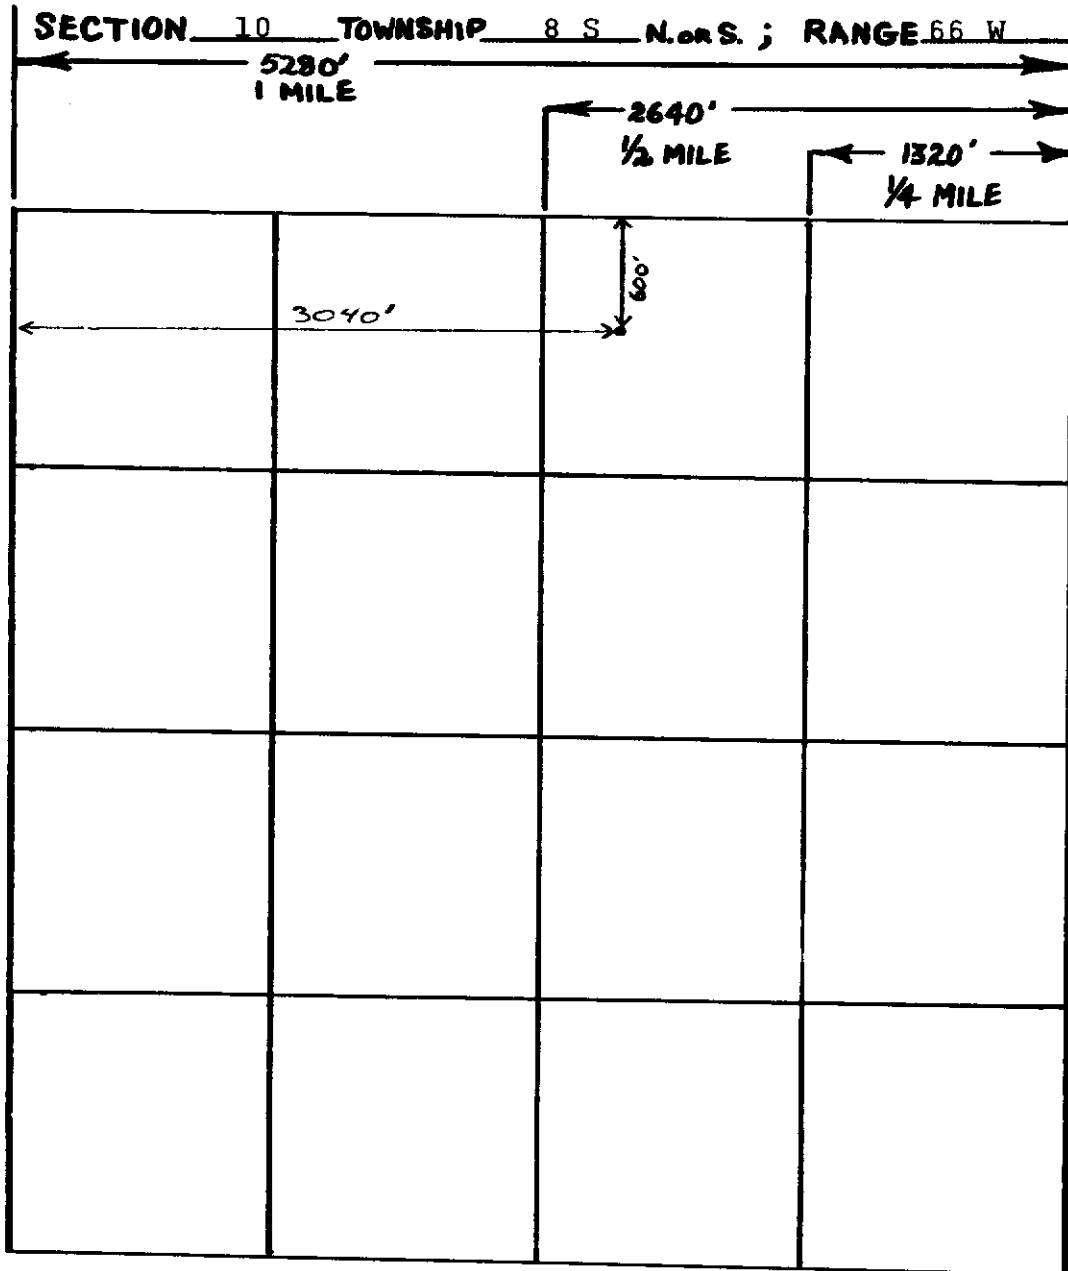 SECTION 10 TOWNSHIP 8 S N. OR S. ; RANGE 66 W
5280'
1 MILE
2640'
1/2 MILE
1320'
1/4 MILE
600'
3040'